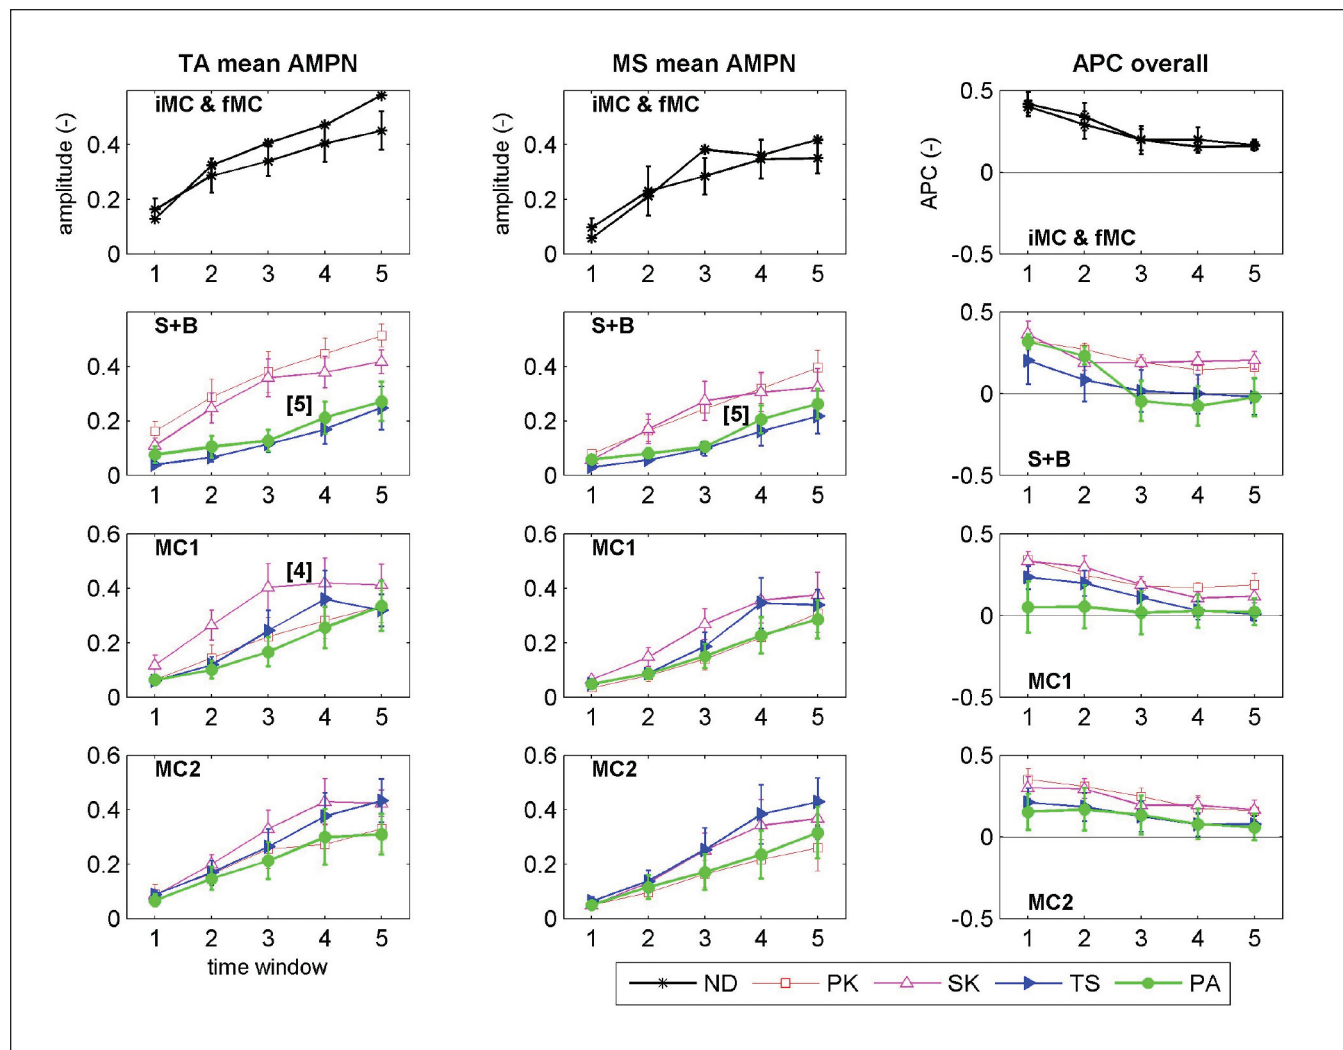 TA mean AMPN
MS mean AMPN
APC overall
iMC & fMC
amplitude (-)
0.4
0.2
0
1 2 3 4 5
iMC & fMC
amplitude (-)
0.4
0.2
0
1 2 3 4 5
iMC & fMC
APC (-)
0.5
0
-0.5
1 2 3 4 5
S+B
[5]
0.4
0.2
0
1 2 3 4 5
S+B
[5]
0.4
0.2
0
1 2 3 4 5
S+B
0.5
0
-0.5
1 2 3 4 5
MC1
[4]
0.6
0.4
0.2
0
1 2 3 4 5
MC1
0.6
0.4
0.2
0
1 2 3 4 5
MC1
0.5
0
-0.5
1 2 3 4 5
MC2
0.6
0.4
0.2
0
1 2 3 4 5
time window
MC2
0.6
0.4
0.2
0
1 2 3 4 5
MC2
0.5
0
-0.5
1 2 3 4 5
ND PK SK TS PA